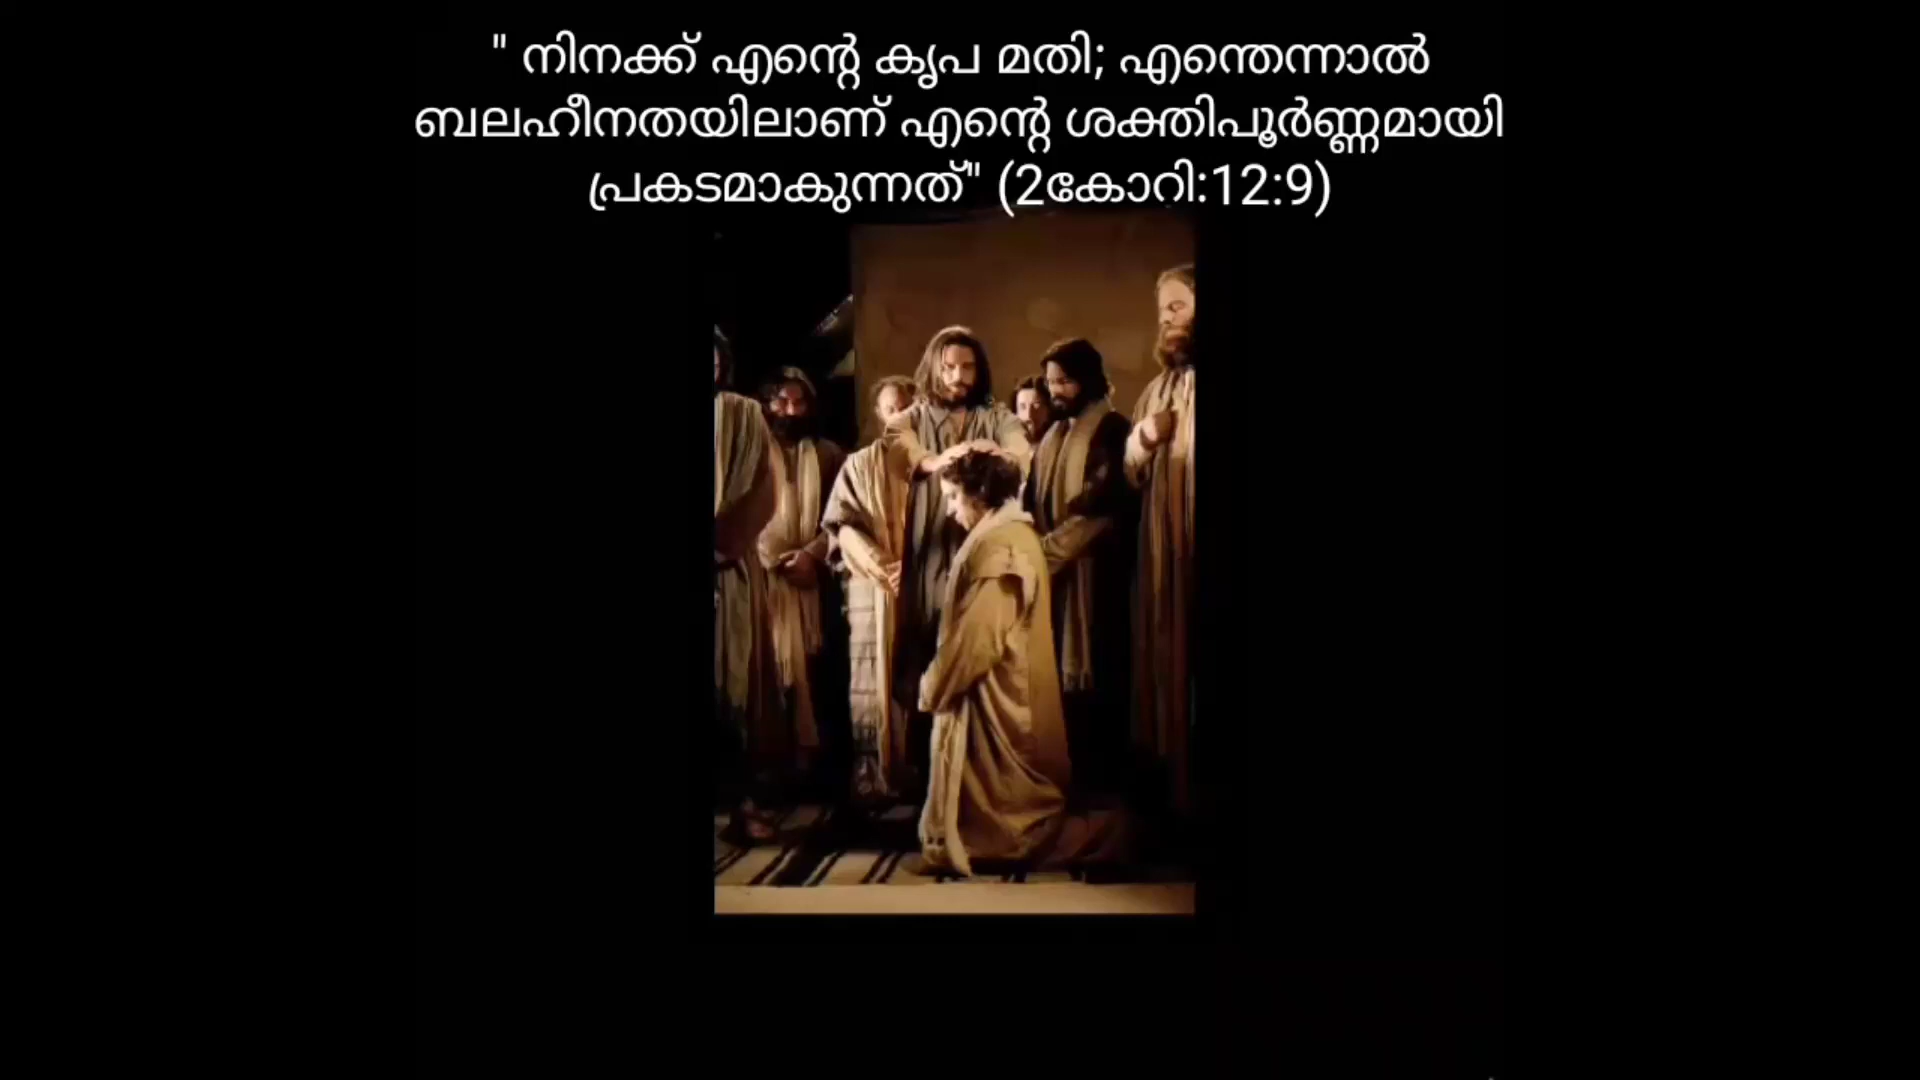 " നിനക്ക് എന്റെ കൃപ മതി; എന്തെന്നാൽ
ബലഹീനതയിലാണ് എന്റെ ശക്തിപൂർണ്ണമായി
പ്രകടമാകുന്നത്" (2കോറി:12:9)